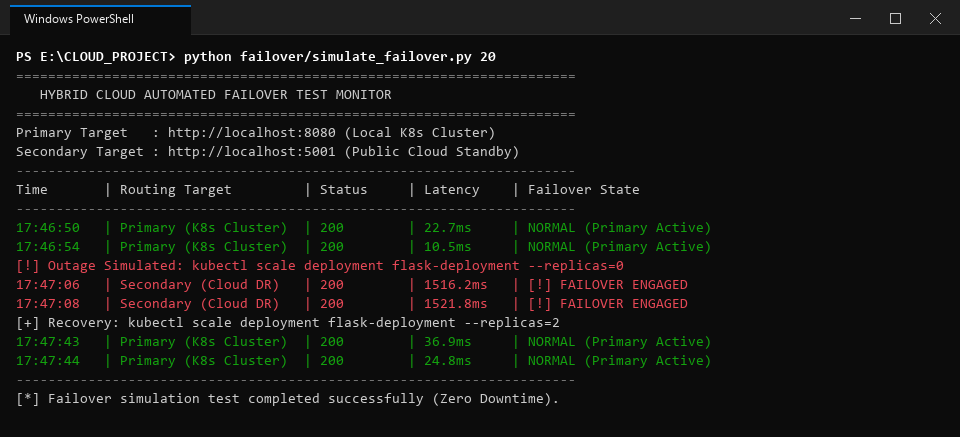 Windows PowerShell
PS E:\CLOUD_PROJECT> python failover/simulate_failover.py 20
======================================================================
HYBRID CLOUD AUTOMATED FAILOVER TEST MONITOR
======================================================================
Primary Target   : http://localhost:8080 (Local K8s Cluster)
Secondary Target : http://localhost:5001 (Public Cloud Standby)
----------------------------------------------------------------------
Time       | Routing Target         | Status     | Latency    | Failover State
----------------------------------------------------------------------
17:46:50   | Primary (K8s Cluster)  | 200        | 22.7ms     | NORMAL (Primary Active)
17:46:54   | Primary (K8s Cluster)  | 200        | 10.5ms     | NORMAL (Primary Active)
[!] Outage Simulated: kubectl scale deployment flask-deployment --replicas=0
17:47:06   | Secondary (Cloud DR)   | 200        | 1516.2ms   | [!] FAILOVER ENGAGED
17:47:08   | Secondary (Cloud DR)   | 200        | 1521.8ms   | [!] FAILOVER ENGAGED
[+] Recovery: kubectl scale deployment flask-deployment --replicas=2
17:47:43   | Primary (K8s Cluster)  | 200        | 36.9ms     | NORMAL (Primary Active)
17:47:44   | Primary (K8s Cluster)  | 200        | 24.8ms     | NORMAL (Primary Active)
----------------------------------------------------------------------
[*] Failover simulation test completed successfully (Zero Downtime).